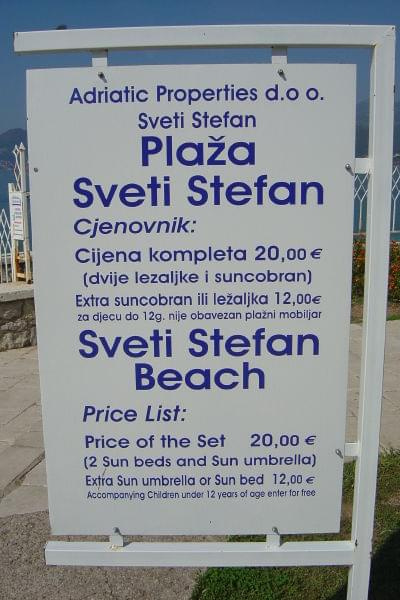 Adriatic Properties d.o o.
Sveti Stefan
Plaža
Sveti Stefan
Cjenovnik:
Cijena kompleta 20,00 €
(dvije lezaljke i suncobran)
Extra suncobran ili ležaljka 12,00€
za djecu do 12g. nije obavezan plažni mobiljar
Sveti Stefan
Beach
Price List:
Price of the Set 20,00 €
(2 Sun beds and Sun umbrella)
Extra Sun umbrella or Sun bed 12,00 €
Accompanying Children under 12 years of age enter for free